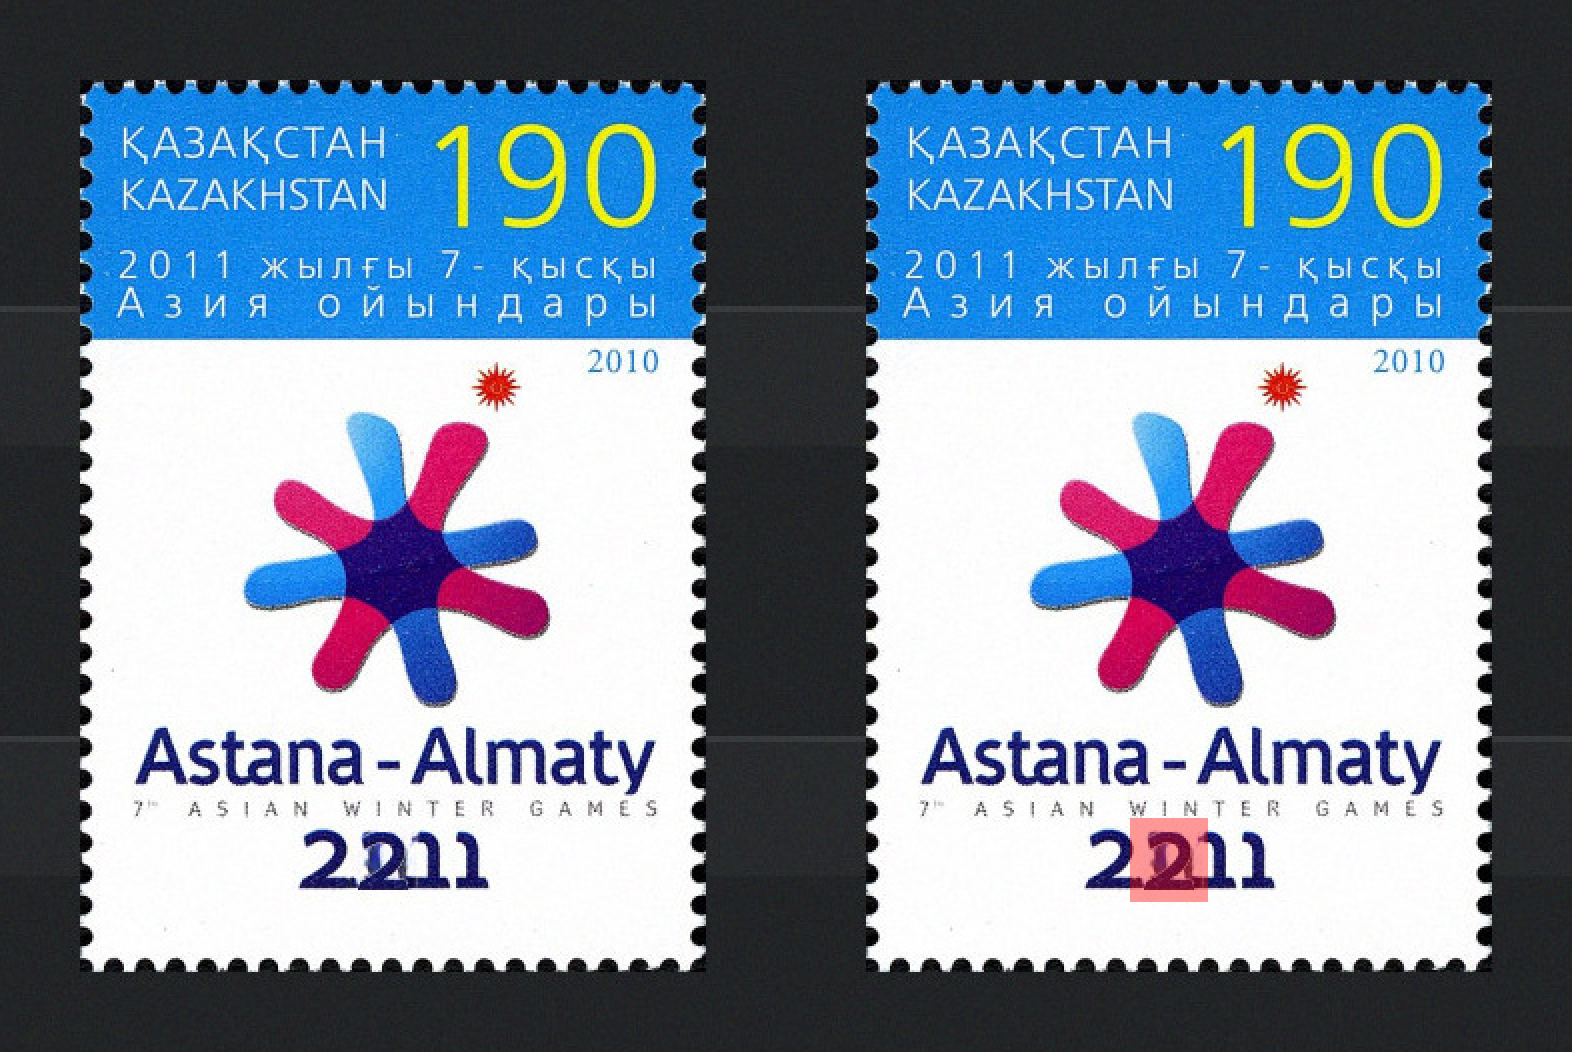 ҚАЗАҚСТАН
KAZAKHSTAN
190
2011 жылғы 7- қысқы
Азия ойындары
2010
Astana - Almaty
7TH ASIAN WINTER GAMES
2211
ҚАЗАҚСТАН
KAZAKHSTAN
190
2011 жылғы 7- қысқы
Азия ойындары
2010
Astana - Almaty
7TH ASIAN WINTER GAMES
2211